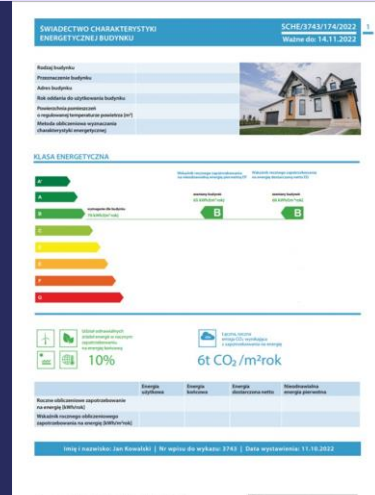 ŚWIADECTWO CHARAKTERYSTYKI
ENERGETYCZNEJ BUDYNKU
SCHE/3743/174/2022
Ważne do: 14.11.2022
1
Rodzaj budynku
Przeznaczenie budynku
Adres budynku
Rok oddania do użytkowania budynku
Powierzchnia pomieszczeń
o regulowanej temperaturze powietrza [m²]
Metoda obliczeniowa wyznaczania
charakterystyki energetycznej
KLASA ENERGETYCZNA
A+
A
B
C
D
E
F
G
B
B
10%
6t CO₂/m²rok
Energia
użytkowa
Energia
końcowa
Energia
dostarczona netto
Nieodnawialna
energia pierwotna
Roczne obliczeniowe zapotrzebowanie
na energię [kWh/rok]
Wskaźnik rocznego obliczeniowego
zapotrzebowania na energię [kWh/m²rok]
Imię i nazwisko: Jan Kowalski | Nr wpisu do wykazu: 3743 | Data wystawienia: 11.10.2022